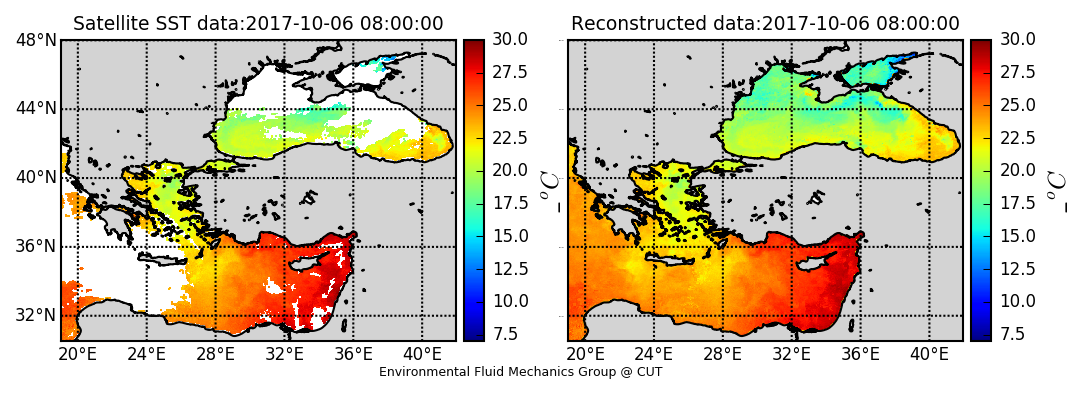 Satellite SST data:2017-10-06 08:00:00
Reconstructed data:2017-10-06 08:00:00
48°N
44°N
40°N
36°N
32°N
20°E 24°E 28°E 32°E 36°E 40°E
30.0
27.5
25.0
22.5
20.0
17.5
15.0
12.5
10.0
7.5
_ °C
20°E 24°E 28°E 32°E 36°E 40°E
30.0
27.5
25.0
22.5
20.0
17.5
15.0
12.5
10.0
7.5
_ °C
Environmental Fluid Mechanics Group @ CUT